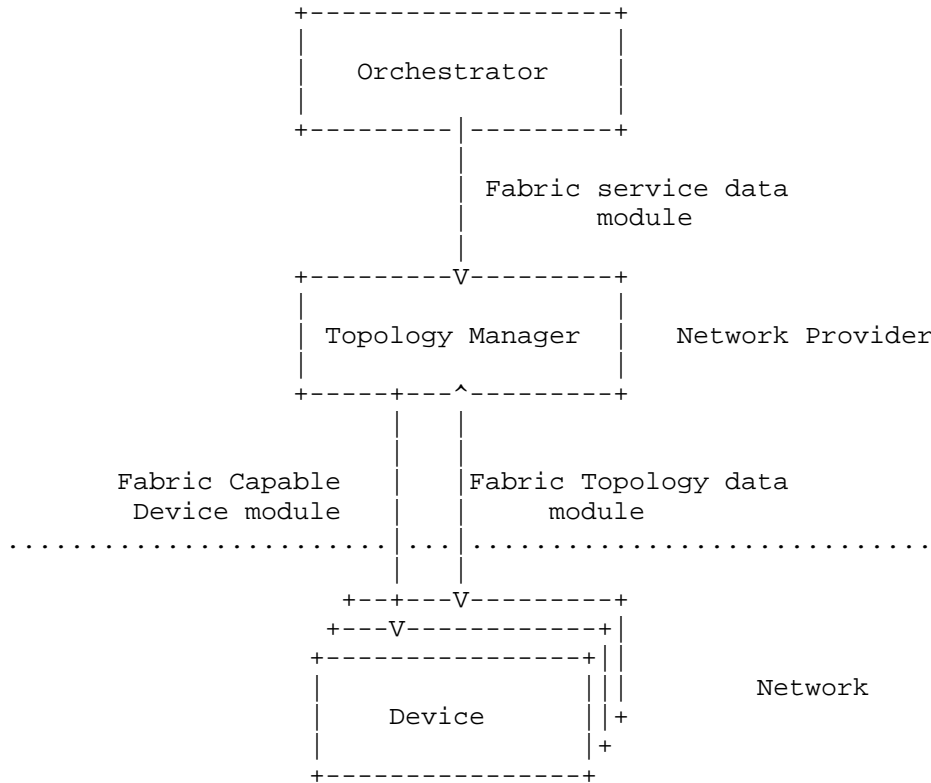 Orchestrator
Fabric service data
module
Topology Manager Network Provider
Fabric Capable Fabric Topology data
Device module module
Network
Device